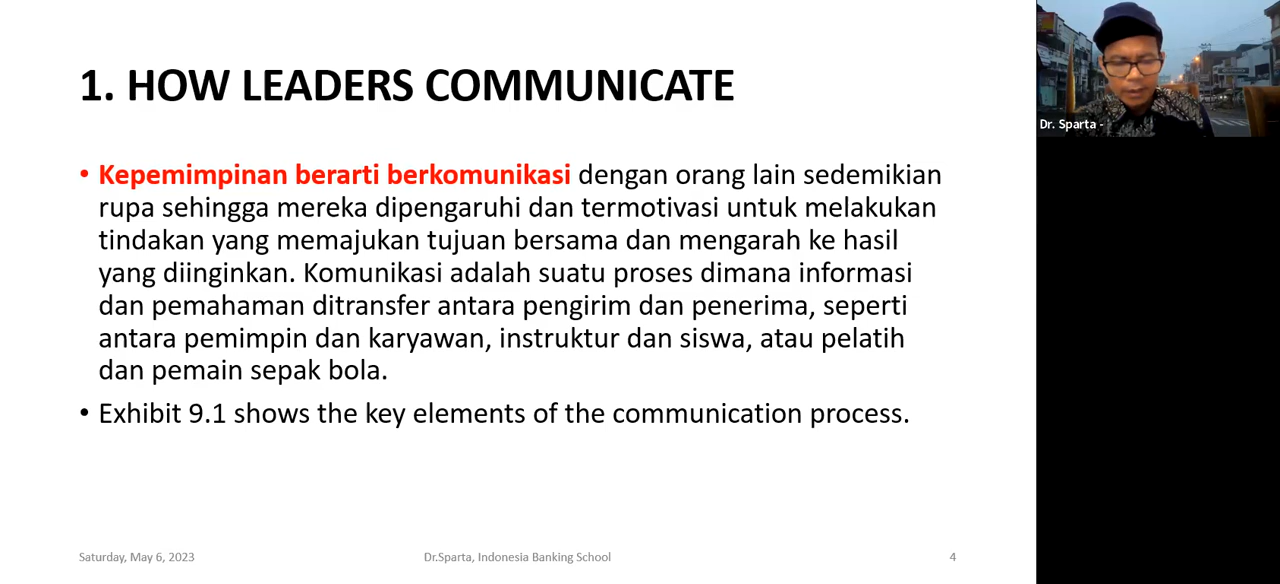 1. HOW LEADERS COMMUNICATE
• Kepemimpinan berarti berkomunikasi dengan orang lain sedemikian
rupa sehingga mereka dipengaruhi dan termotivasi untuk melakukan
tindakan yang memajukan tujuan bersama dan mengarah ke hasil
yang diinginkan. Komunikasi adalah suatu proses dimana informasi
dan pemahaman ditransfer antara pengirim dan penerima, seperti
antara pemimpin dan karyawan, instruktur dan siswa, atau pelatih
dan pemain sepak bola.
• Exhibit 9.1 shows the key elements of the communication process.
Saturday, May 6, 2023
Dr.Sparta, Indonesia Banking School
4
Dr. Sparta -